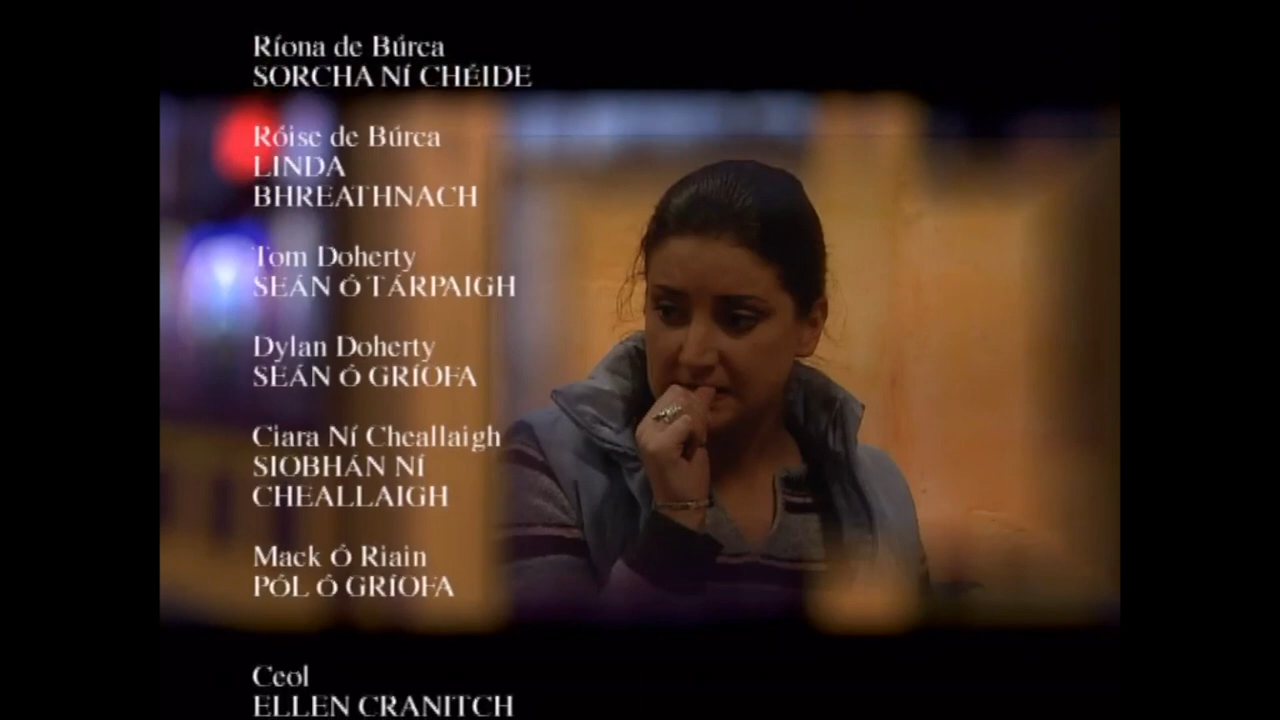 Ríona de Búrca
SORCHA NÍ CHÉIDE
Róise de Búrca
LINDA
BHREATHNACH
Tom Doherty
SEÁN Ó TÁRPAIGH
Dylan Doherty
SEÁN Ó GRÍOFA
Ciara Ní Cheallaigh
SIOBHÁN NÍ
CHEALLAIGH
Mack Ó Riain
PÓL Ó GRÍOFA
Ceol
ELLEN CRANITCH